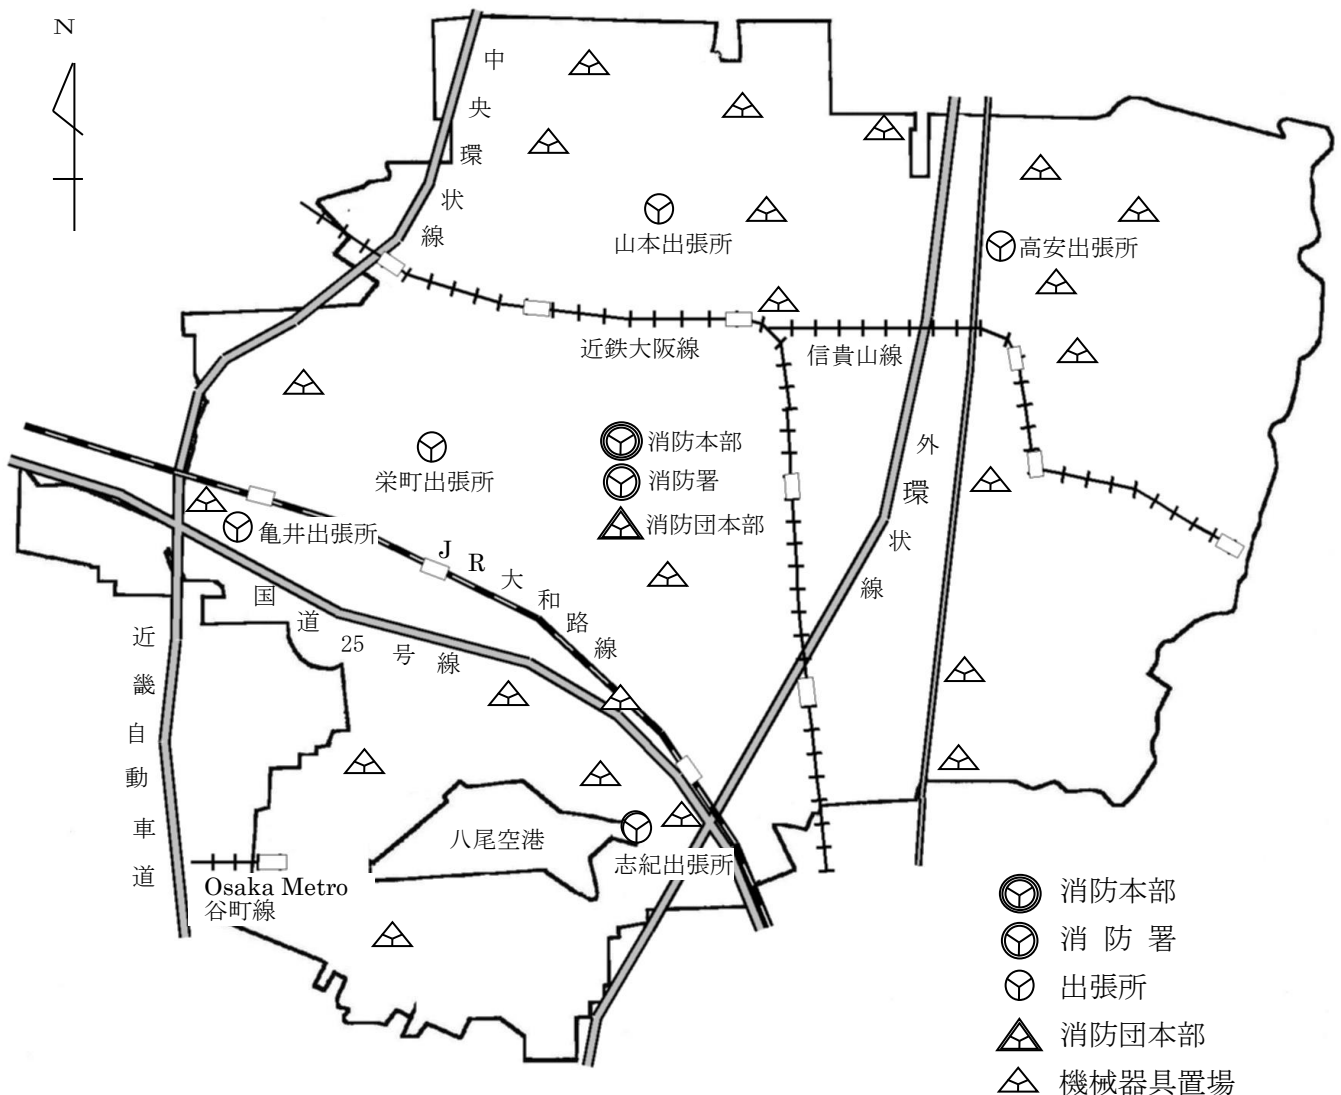 N
中央環状線
山本出張所
高安出張所
近鉄大阪線
信貴山線
消防本部
消防署
消防団本部
外環状線
栄町出張所
亀井出張所
JR大和路線
国道25号線
近畿自動車道
八尾空港
志紀出張所
Osaka Metro
谷町線
消防本部
消 防 署
出張所
消防団本部
機械器具置場